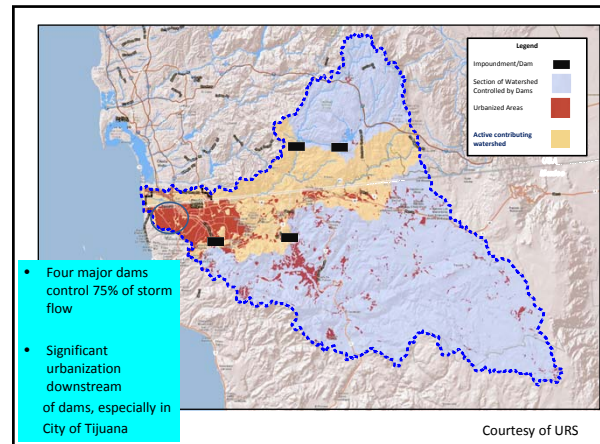 Legend
Impoundment/Dam
Section of Watershed
Controlled by Dams
Urbanized Areas
Active contributing
watershed
• Four major dams
control 75% of storm
flow
• Significant
urbanization
downstream
of dams, especially in
City of Tijuana
Courtesy of URS